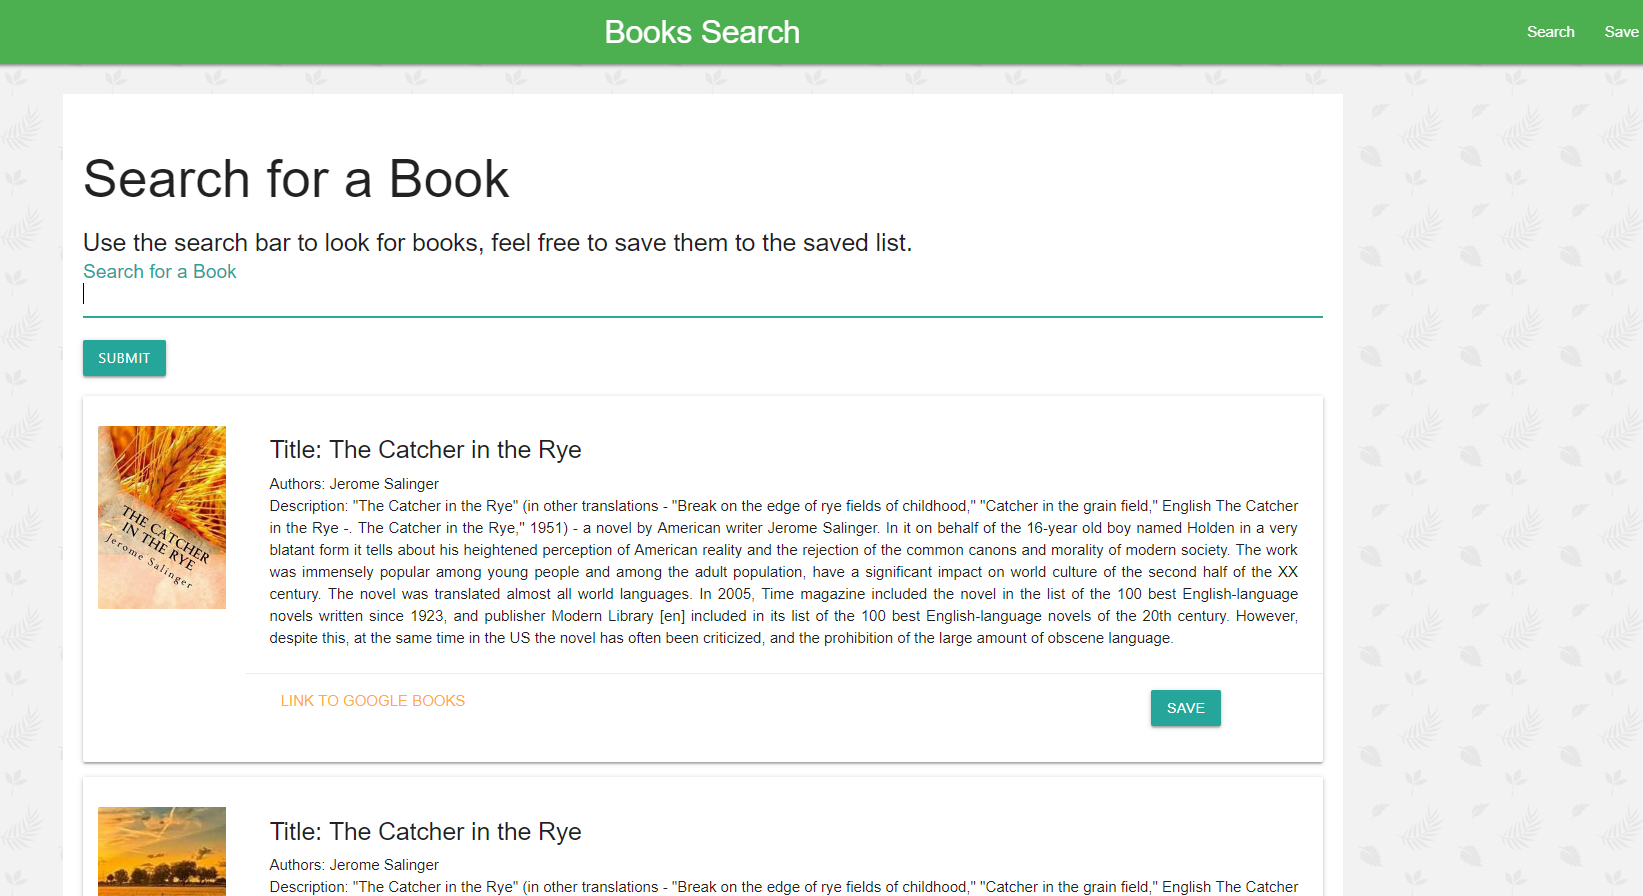 Books Search
Search
Save
Search for a Book
Use the search bar to look for books, feel free to save them to the saved list.
Search for a Book
SUBMIT
THE CATCHER
IN THE RYE
Jerome Salinger
Title: The Catcher in the Rye
Authors: Jerome Salinger
Description: "The Catcher in the Rye" (in other translations - "Break on the edge of rye fields of childhood," "Catcher in the grain field," English The Catcher
in the Rye -. The Catcher in the Rye," 1951) - a novel by American writer Jerome Salinger. In it on behalf of the 16-year old boy named Holden in a very
blatant form it tells about his heightened perception of American reality and the rejection of the common canons and morality of modern society. The work
was immensely popular among young people and among the adult population, have a significant impact on world culture of the second half of the XX
century. The novel was translated almost all world languages. In 2005, Time magazine included the novel in the list of the 100 best English-language
novels written since 1923, and publisher Modern Library [en] included in its list of the 100 best English-language novels of the 20th century. However,
despite this, at the same time in the US the novel has often been criticized, and the prohibition of the large amount of obscene language.
LINK TO GOOGLE BOOKS
SAVE
Title: The Catcher in the Rye
Authors: Jerome Salinger
Description: "The Catcher in the Rye" (in other translations - "Break on the edge of rye fields of childhood," "Catcher in the grain field," English The Catcher